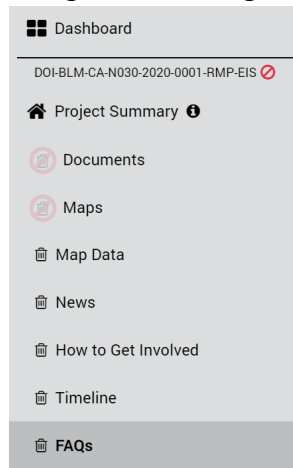 Dashboard
DOI-BLM-CA-N030-2020-0001-RMP-EIS
Project Summary
Documents
Maps
Map Data
News
How to Get Involved
Timeline
FAQs